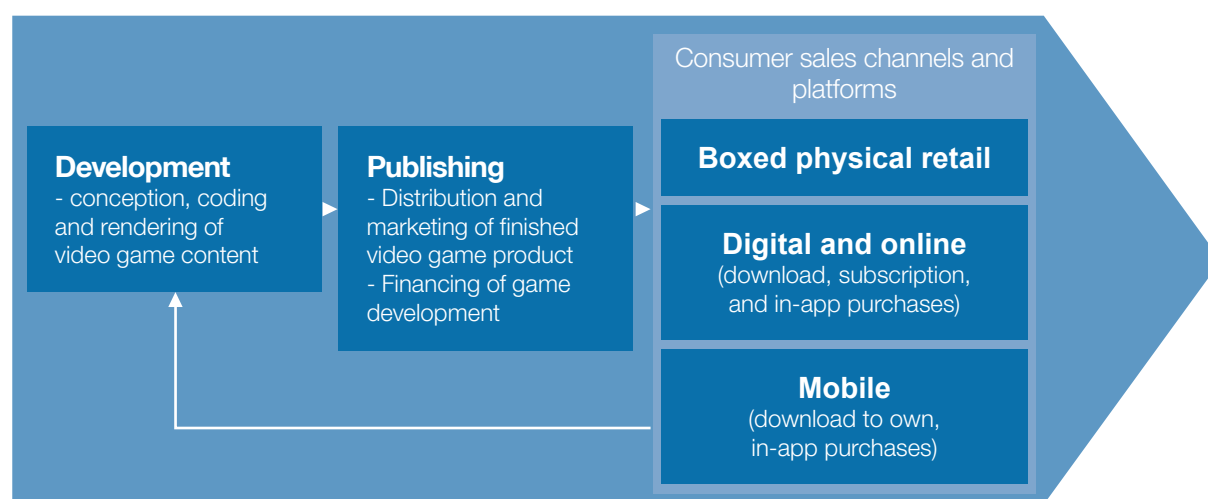 Development
- conception, coding
and rendering of
video game content
Publishing
- Distribution and
marketing of finished
video game product
- Financing of game
development
Consumer sales channels and
platforms
Boxed physical retail
Digital and online
(download, subscription,
and in-app purchases)
Mobile
(download to own,
in-app purchases)